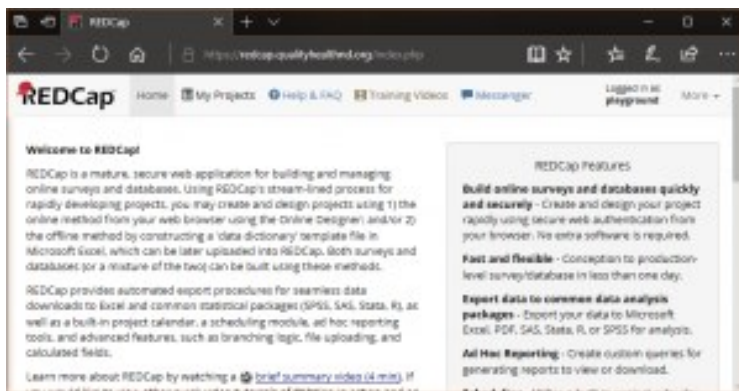 REDCap
https://redcap.qualityhealthnd.org/index.php
REDCap Home My Projects Help & FAQ Training Videos Messenger Logged in as playground More
Welcome to REDCap!
REDCap is a mature, secure web application for building and managing
online surveys and databases. Using REDCap's stream-lined process for
rapidly developing projects, you may create and design projects using 1) the
online method from your web browser using the Online Designer; and/or 2)
the offline method by constructing a 'data dictionary' template file in
Microsoft Excel, which can be later uploaded into REDCap. Both surveys and
databases (or a mixture of the two) can be built using these methods.
REDCap provides automated export procedures for seamless data
downloads to Excel and common statistical packages (SPSS, SAS, Stata, R), as
well as a built-in project calendar, a scheduling module, ad hoc reporting
tools, and advanced features, such as branching logic, file uploading, and
calculated fields.
Learn more about REDCap by watching a brief summary video (4 min). If
REDCap Features
Build online surveys and databases quickly
and securely - Create and design your project
rapidly using secure web authentication from
your browser. No extra software is required.
Fast and flexible - Conception to production-
level survey/database in less than one day.
Export data to common data analysis
packages - Export your data to Microsoft
Excel, PDF, SAS, Stata, R, or SPSS for analysis.
Ad Hoc Reporting - Create custom queries for
generating reports to view or download.